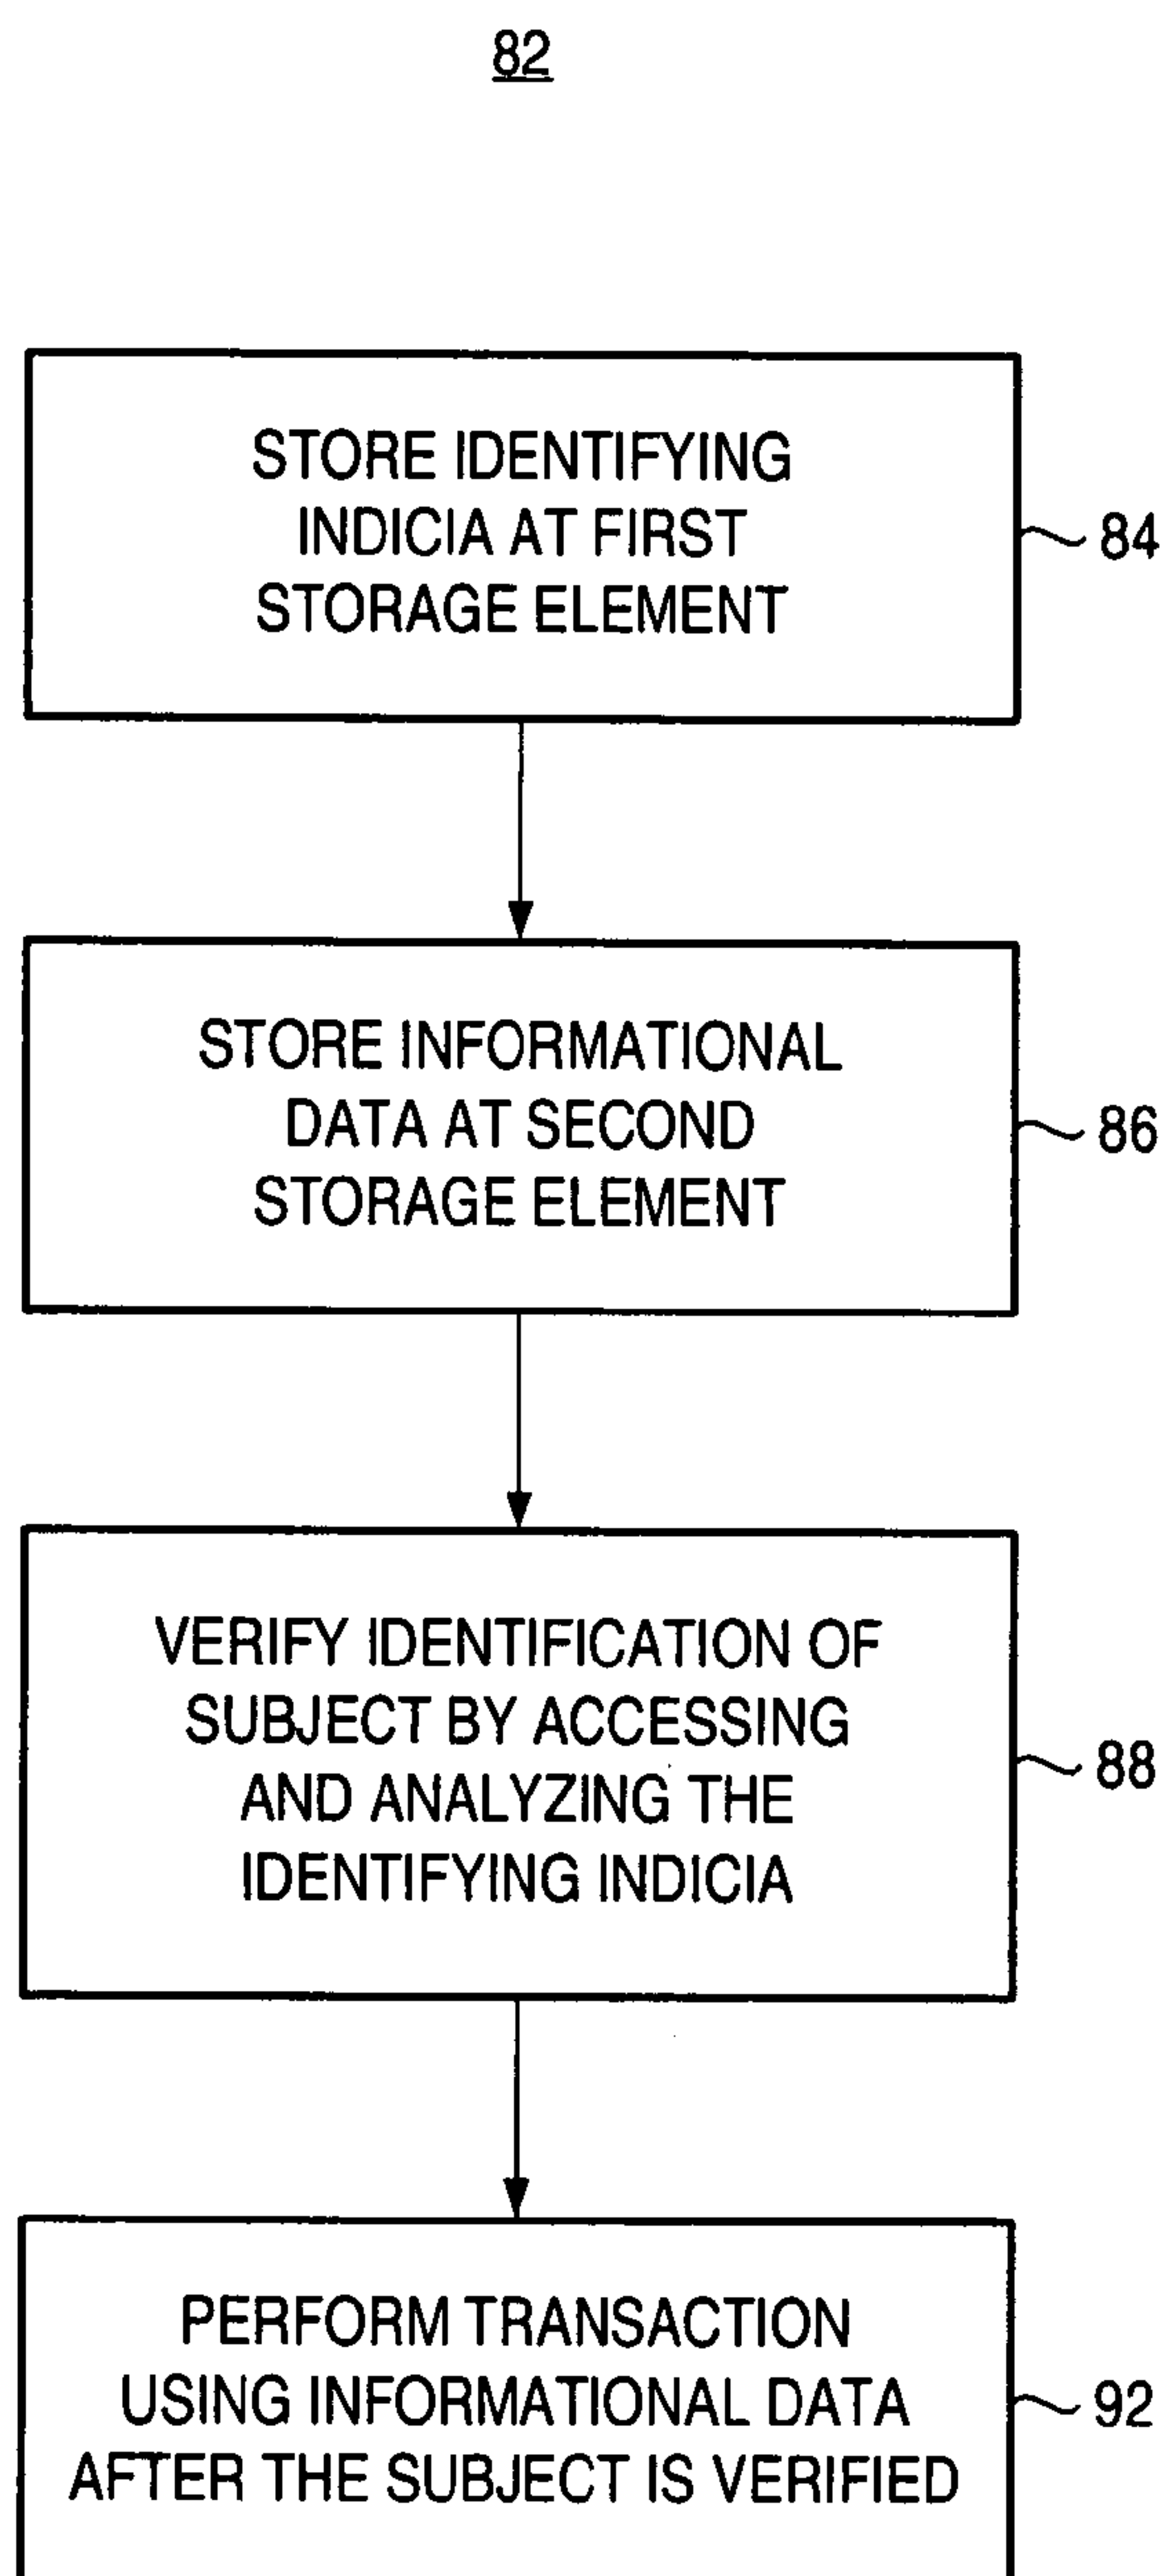 82
STORE IDENTIFYING
INDICIA AT FIRST
STORAGE ELEMENT
84
STORE INFORMATIONAL
DATA AT SECOND
STORAGE ELEMENT
86
VERIFY IDENTIFICATION OF
SUBJECT BY ACCESSING
AND ANALYZING THE
IDENTIFYING INDICIA
88
PERFORM TRANSACTION
USING INFORMATIONAL DATA
AFTER THE SUBJECT IS VERIFIED
92